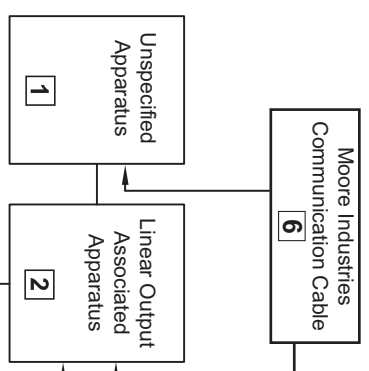 Moore Industries
Communication Cable
6
Unspecified
Apparatus
1
Linear Output
Associated
Apparatus
2